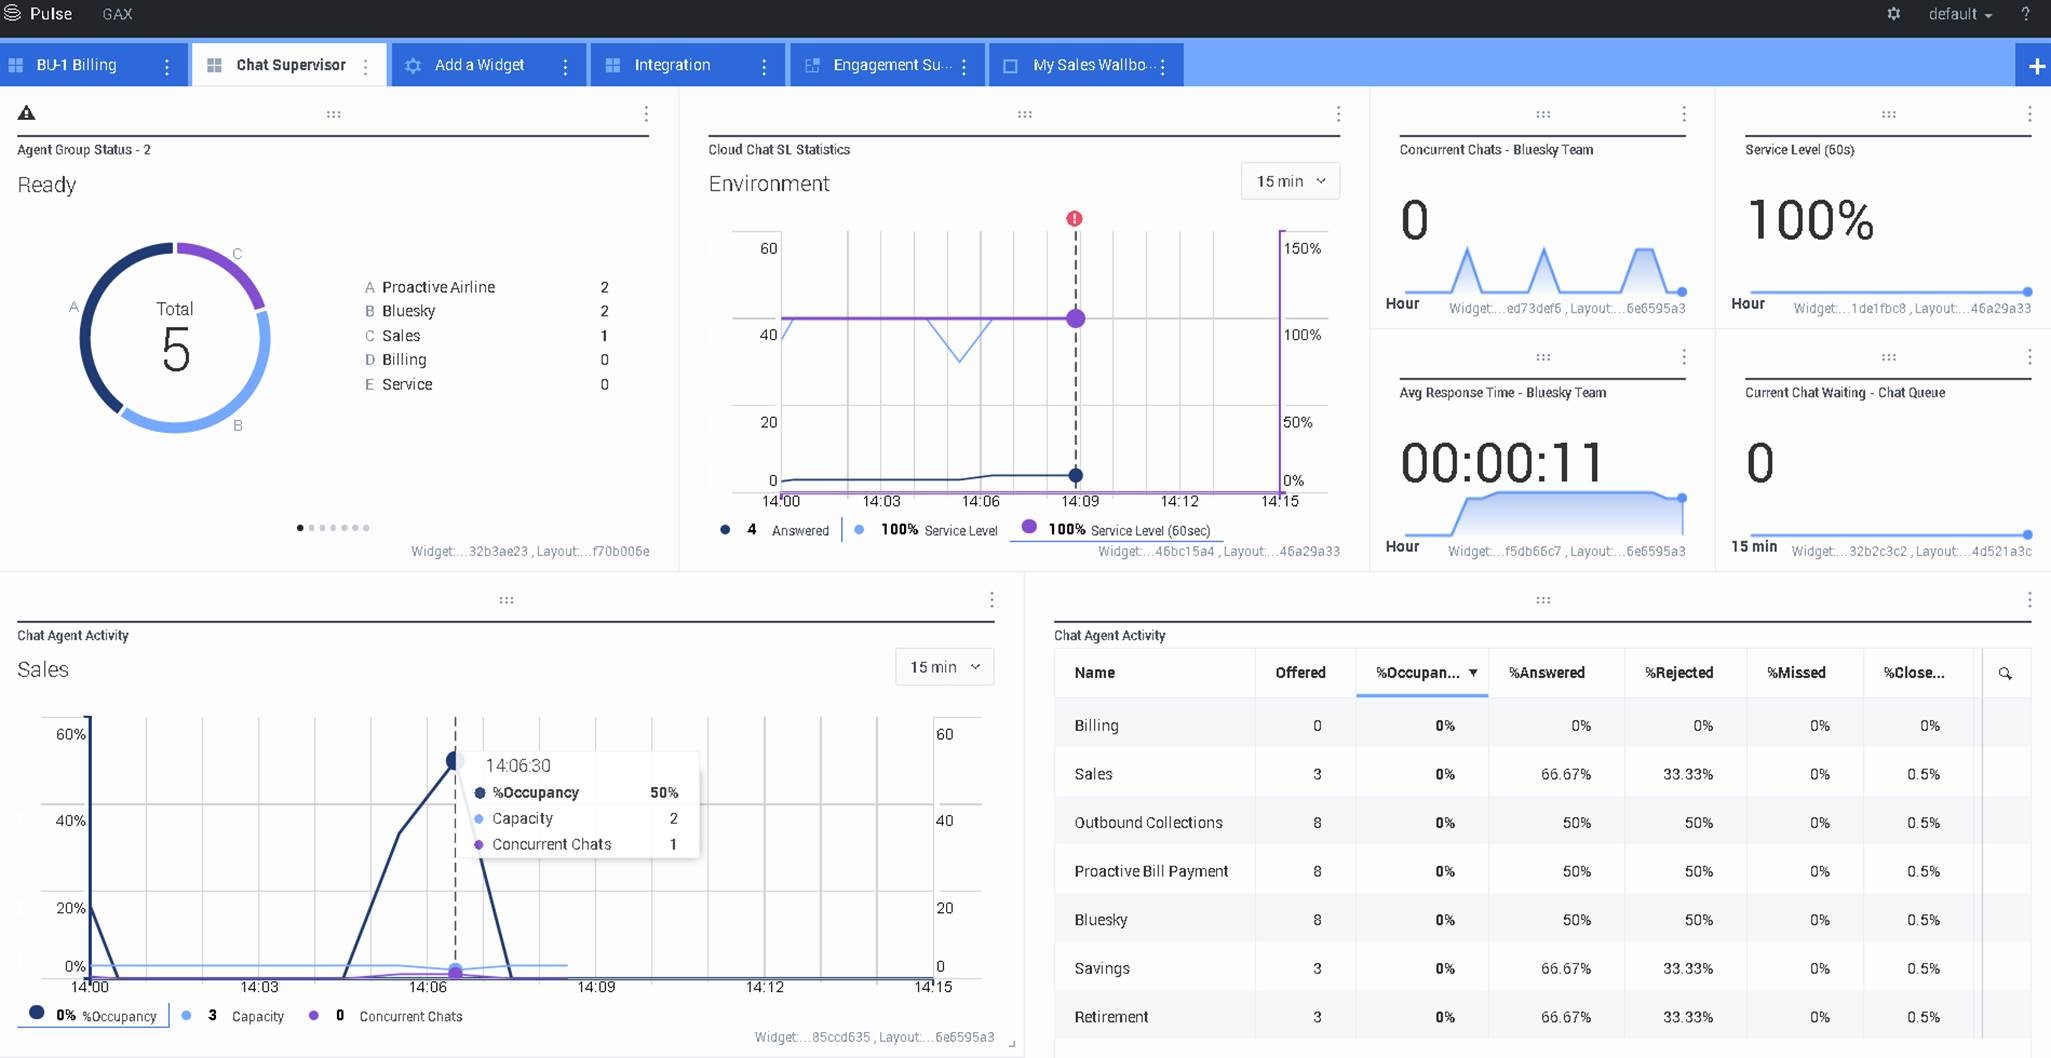 Pulse GAX default ?
BU-1 Billing Chat Supervisor Add a Widget Integration Engagement Su... My Sales Wallbo... +
Agent Group Status - 2
Ready
Total
5
A
B
C
A Proactive Airline 2
B Bluesky 2
C Sales 1
D Billing 0
E Service 0
Widget:...32b3ae23 , Layout:...f70b006e
Cloud Chat SL Statistics
Environment
15 min
60 150%
40 100%
20 50%
0 0%
14:00 14:03 14:06 14:09 14:12 14:15
4 Answered 100% Service Level 100% Service Level (60sec)
Widget:...46bc15a4 , Layout:...46a29a33
Concurrent Chats - Bluesky Team
0
Hour
Widget:...ed73def6 , Layout:...6e6595a3
Service Level (60s)
100%
Hour
Widget:...1de1fbc8 , Layout:...46a29a33
Avg Response Time - Bluesky Team
00:00:11
Hour
Widget:...f5db66c7 , Layout:...6e6595a3
Current Chat Waiting - Chat Queue
0
15 min
Widget:...32b2c3c2 , Layout:...4d521a3c
Chat Agent Activity
Sales
15 min
60% 60
40% 40
20% 20
0% 0
14:00 14:03 14:06 14:09 14:12 14:15
14:06:30
%Occupancy 50%
Capacity 2
Concurrent Chats 1
0% %Occupancy 3 Capacity 0 Concurrent Chats
Widget:...85ccd635 , Layout:...6e6595a3
Chat Agent Activity
Name Offered %Occupan... %Answered %Rejected %Missed %Close...
Billing 0 0% 0% 0% 0% 0%
Sales 3 0% 66.67% 33.33% 0% 0.5%
Outbound Collections 8 0% 50% 50% 0% 0.5%
Proactive Bill Payment 8 0% 50% 50% 0% 0.5%
Bluesky 8 0% 50% 50% 0% 0.5%
Savings 3 0% 66.67% 33.33% 0% 0.5%
Retirement 3 0% 66.67% 33.33% 0% 0.5%